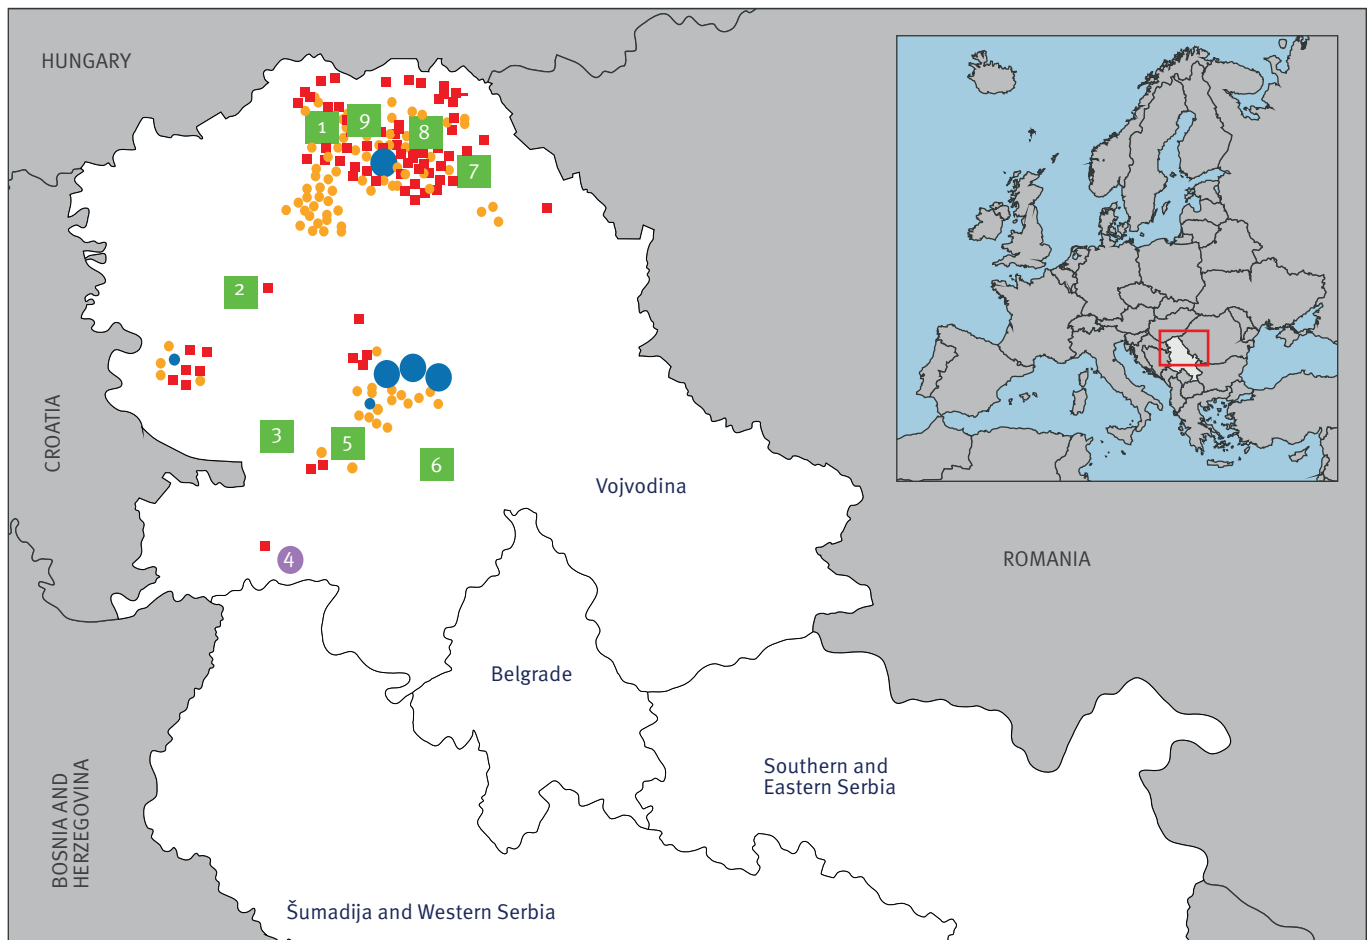 HUNGARY
1
9
8
7
2
CROATIA
3
5
6
Vojvodina
4
ROMANIA
Belgrade
BOSNIA AND
HERZEGOVINA
Southern and
Eastern Serbia
Šumadija and Western Serbia